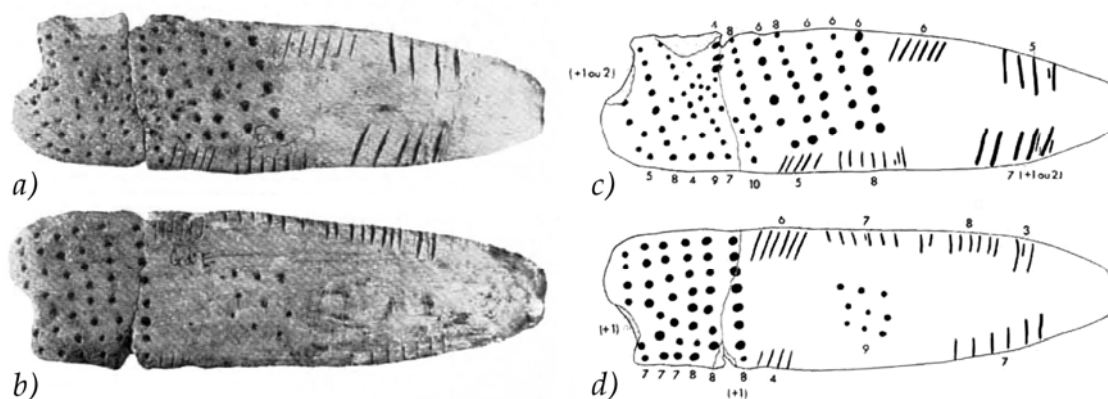 4 8 6 8 6 6 6 6 5
(+1 ou 2)
a)
c)
5 8 4 9 7 10 5 8 7 (+1 ou 2)
6 7 8 3
(+1)
9
b)
d)
7 7 7 8 8 8 4 7
(+1)